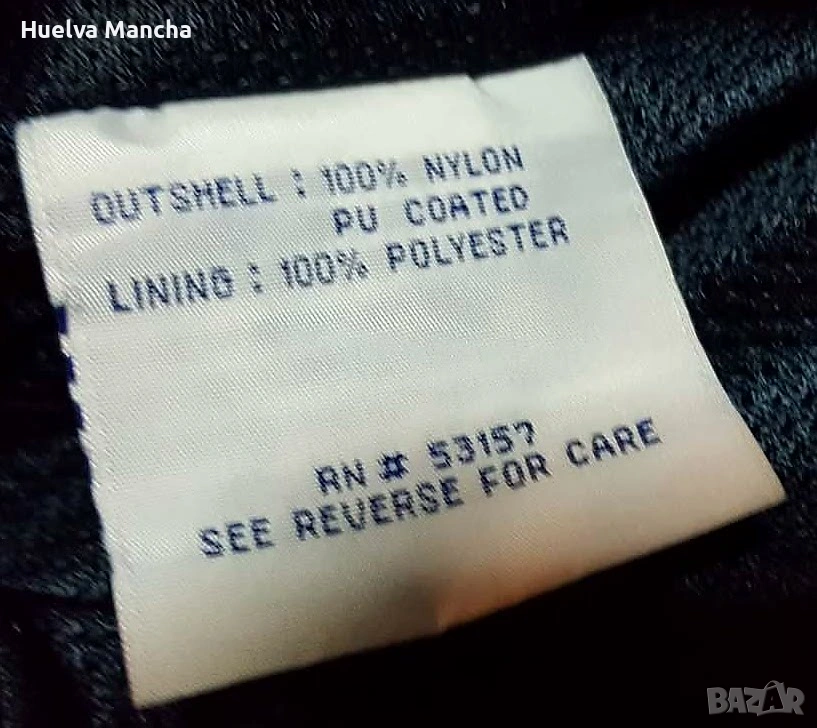 Huelva Mancha
OUTSHELL : 100% NYLON
PU COATED
LINING : 100% POLYESTER
RN # 53157
SEE REVERSE FOR CARE
BAZAR